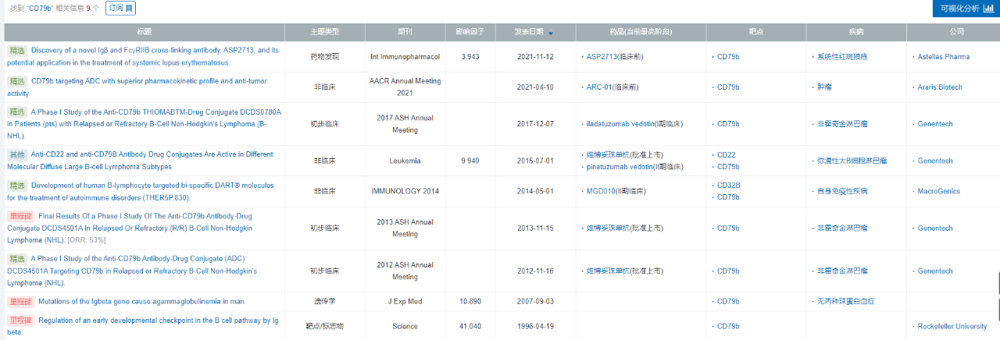 找到 “CD79b” 相关信息 9 个 订阅
可视化分析
标题 主题类型 期刊 影响因子 发表日期 药品(当前最高阶段) 靶点 疾病 公司
精选 Discovery of a novel Igβ and FcγRIIB cross-linking antibody, ASP2713, and its
potential application in the treatment of systemic lupus erythematosus.
药物发现 Int Immunopharmacol 3.943 2021-11-12 · ASP2713(临床前) · CD79b · 系统性红斑狼疮 · Astellas Pharma
精选 CD79b targeting ADC with superior pharmacokinetic profile and anti-tumor
activity.
非临床
AACR Annual Meeting
2021
2021-04-10 · ARC-01(临床前) · CD79b · 肿瘤 · Araris Biotech
精选 A Phase I Study of the Anti-CD79b THIOMABTM-Drug Conjugate DCDS0780A
in Patients (pts) with Relapsed or Refractory B-Cell Non-Hodgkin's Lymphoma (B-
NHL).
初步临床
2017 ASH Annual
Meeting
2017-12-07 · iladatuzumab vedotin(I期临床) · CD79b · 非霍奇金淋巴瘤 · Genentech
其他 Anti-CD22 and anti-CD79B Antibody Drug Conjugates Are Active in Different
Molecular Diffuse Large B-cell Lymphoma Subtypes
非临床 Leukemia 9.940 2015-07-01
· 维博妥珠单抗(批准上市)
· pinatuzumab vedotin(II期临床)
· CD22
· CD79b
· 弥漫性大B细胞淋巴瘤 · Genentech
精选 Development of human B-lymphocyte targeted bi-specific DART® molecules
for the treatment of autoimmune disorders (THER5P.830).
非临床 IMMUNOLOGY 2014 2014-05-01 · MGD010(II期临床)
· CD32B
· CD79b
· 自身免疫性疾病 · MacroGenics
里程碑 Final Results Of a Phase I Study Of The Anti-CD79b Antibody-Drug
Conjugate DCDS4501A In Relapsed Or Refractory (R/R) B-Cell Non-Hodgkin
Lymphoma (NHL). [ORR: 53%]
初步临床
2013 ASH Annual
Meeting
2013-11-15 · 维博妥珠单抗(批准上市) · CD79b · 非霍奇金淋巴瘤 · Genentech
精选 A Phase I Study of the Anti-CD79b Antibody-Drug Conjugate (ADC)
DCDS4501A Targeting CD79b in Relapsed or Refractory B-Cell Non-Hodgkin's
Lymphoma (NHL).
初步临床
2012 ASH Annual
Meeting
2012-11-16 · 维博妥珠单抗(批准上市) · CD79b · 非霍奇金淋巴瘤 · Genentech
里程碑 Mutations of the Igbeta gene cause agammaglobulinemia in man.
遗传学 J Exp Med 10.890 2007-09-03 · CD79b · 无丙种球蛋白血症
里程碑 Regulation of an early developmental checkpoint in the B cell pathway by Ig
beta.
靶点/标志物 Science 41.040 1996-04-19 · CD79b · Rockefeller University